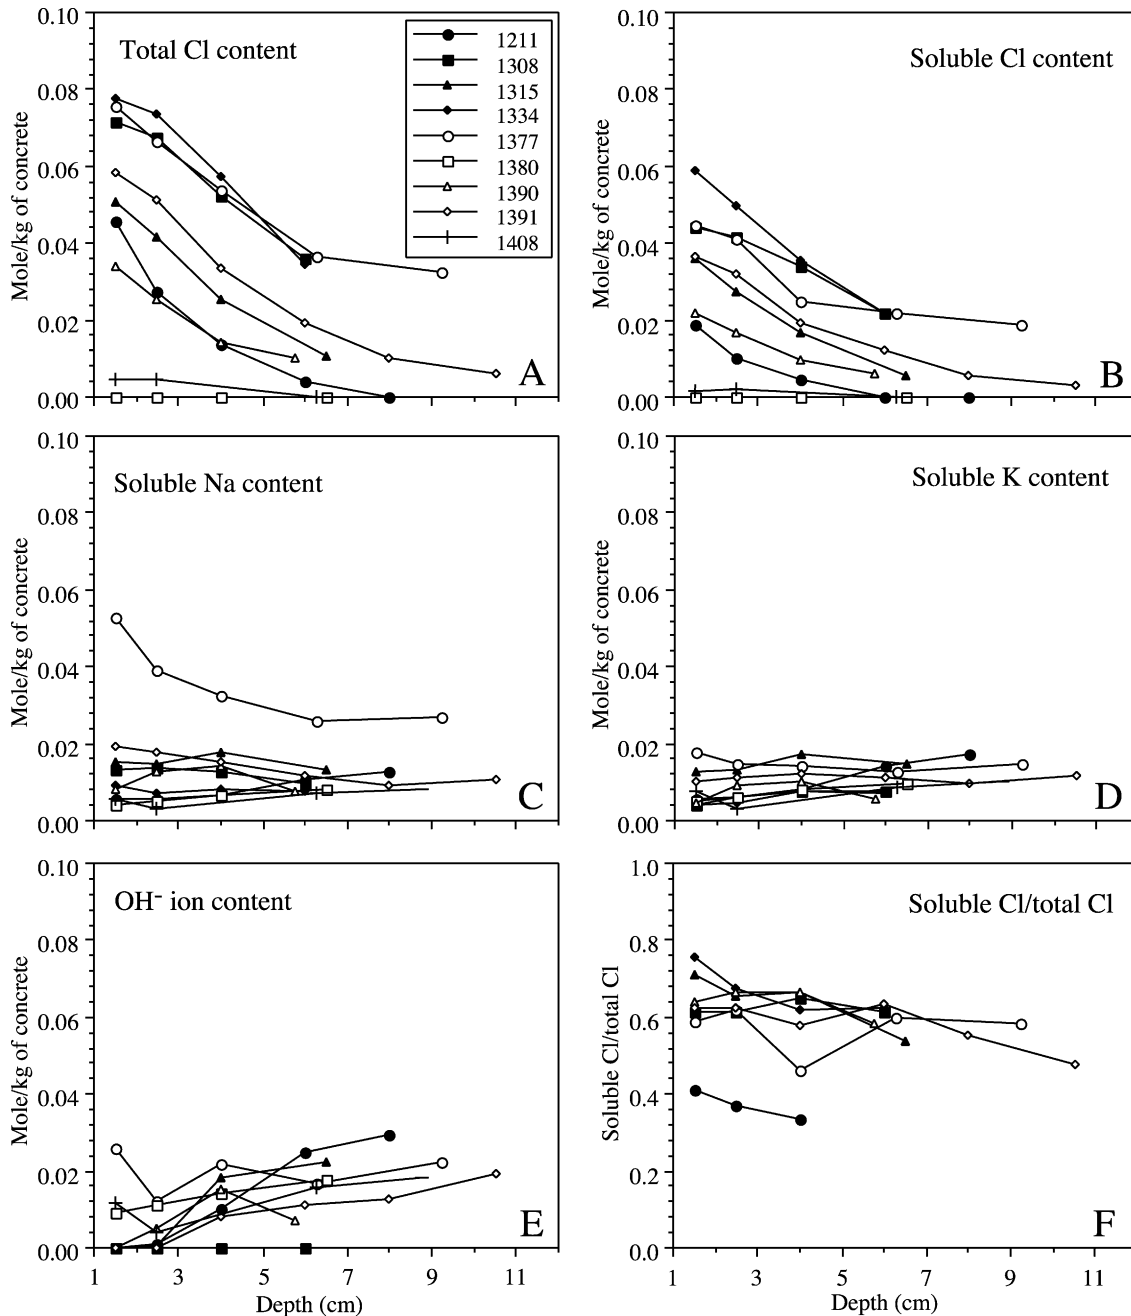 Total Cl content
1211
1308
1315
1334
1377
1380
1390
1391
1408
Mole/kg of concrete
0.10
0.08
0.06
0.04
0.02
0.00
A
Soluble Cl content
Mole/kg of concrete
0.10
0.08
0.06
0.04
0.02
0.00
B
Soluble Na content
Mole/kg of concrete
0.10
0.08
0.06
0.04
0.02
0.00
C
Soluble K content
Mole/kg of concrete
0.10
0.08
0.06
0.04
0.02
0.00
D
OH- ion content
Mole/kg of concrete
0.10
0.08
0.06
0.04
0.02
0.00
E
1 3 5 7 9 11
Depth (cm)
Soluble Cl/total Cl
Soluble Cl/total Cl
1.0
0.8
0.6
0.4
0.2
0.0
F
1 3 5 7 9 11
Depth (cm)